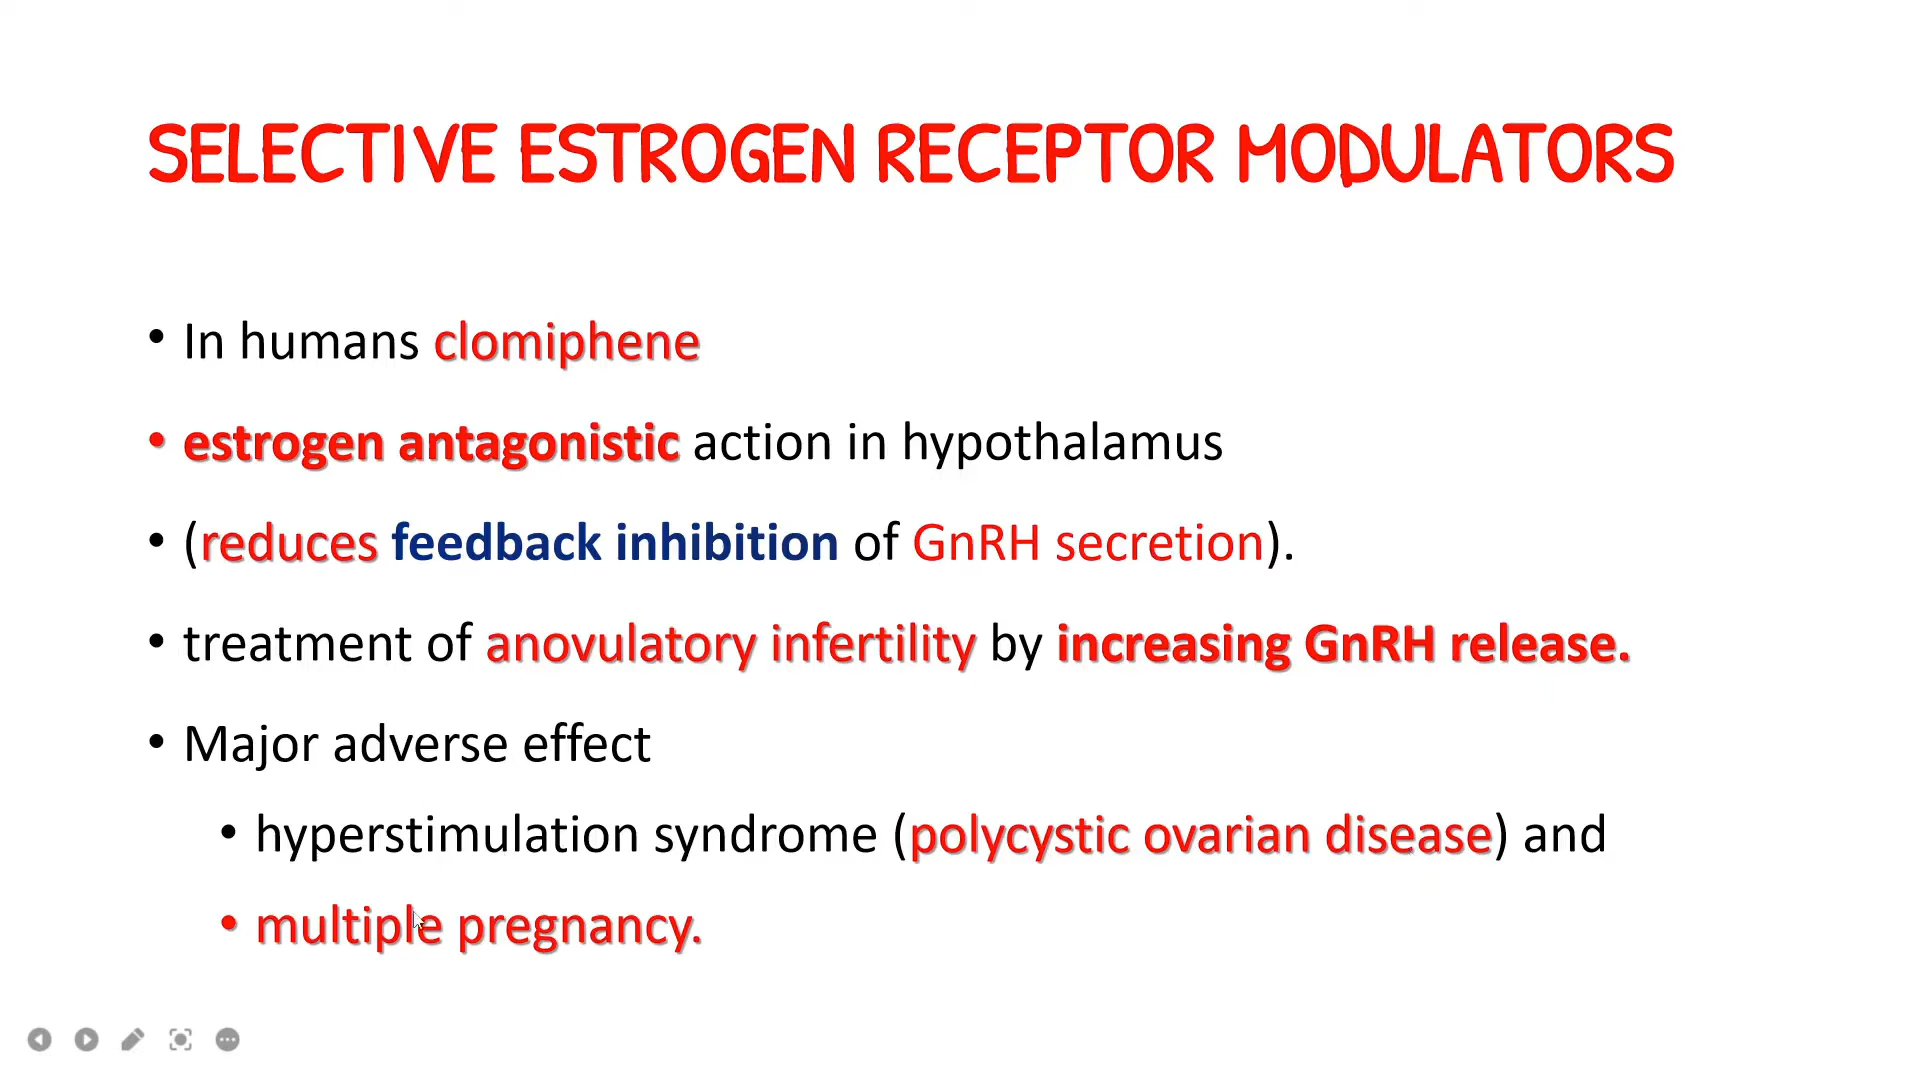 SELECTIVE ESTROGEN RECEPTOR MODULATORS
• In humans clomiphene
• estrogen antagonistic action in hypothalamus
• (reduces feedback inhibition of GnRH secretion).
• treatment of anovulatory infertility by increasing GnRH release.
• Major adverse effect
• hyperstimulation syndrome (polycystic ovarian disease) and
• multiple pregnancy.